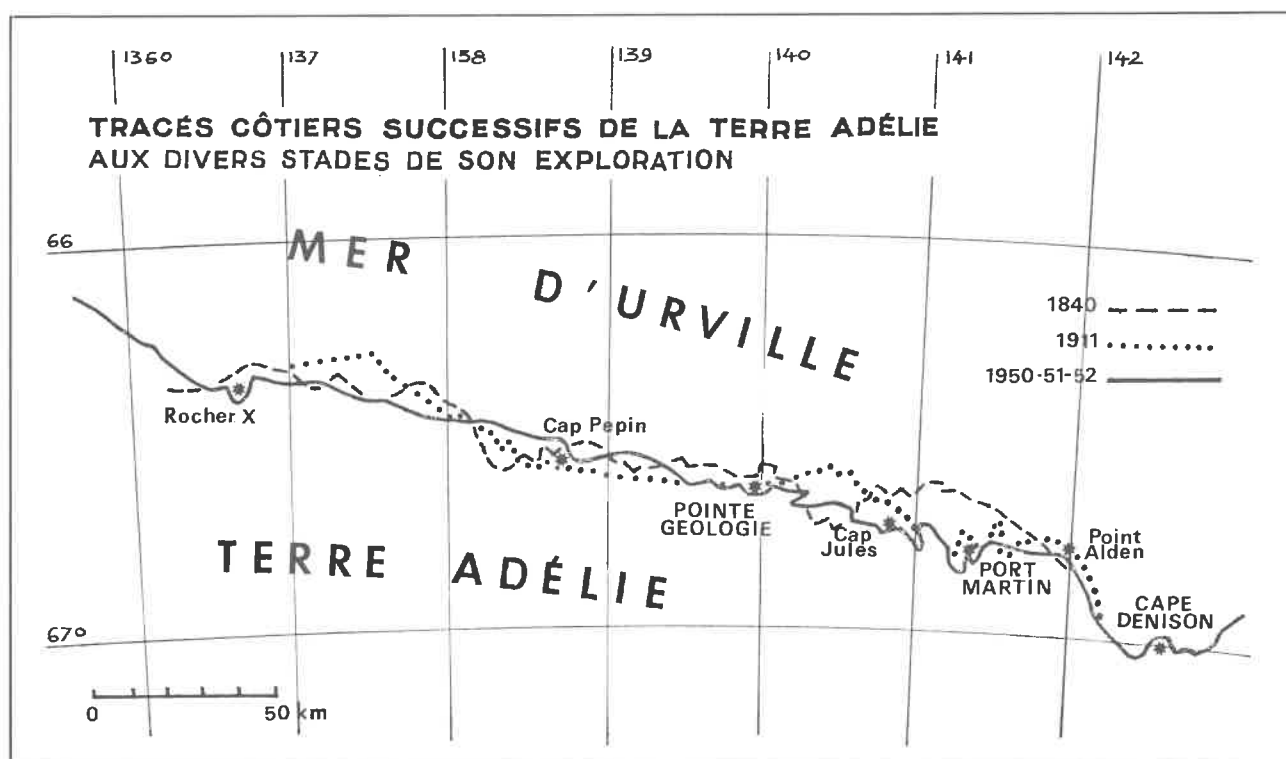 136° 137 158 139 140 141 142
TRACÉS CÔTIERS SUCCESSIFS DE LA TERRE ADÉLIE
AUX DIVERS STADES DE SON EXPLORATION
66
MER D'URVILLE
1840
1911
1950-51-52
Rocher X
Cap Pepin
POINTE
GEOLOGIE
Cap
Jules
PORT
MARTIN
Point
Alden
CAPE
DENISON
TERRE ADÉLIE
67°
0 50 km